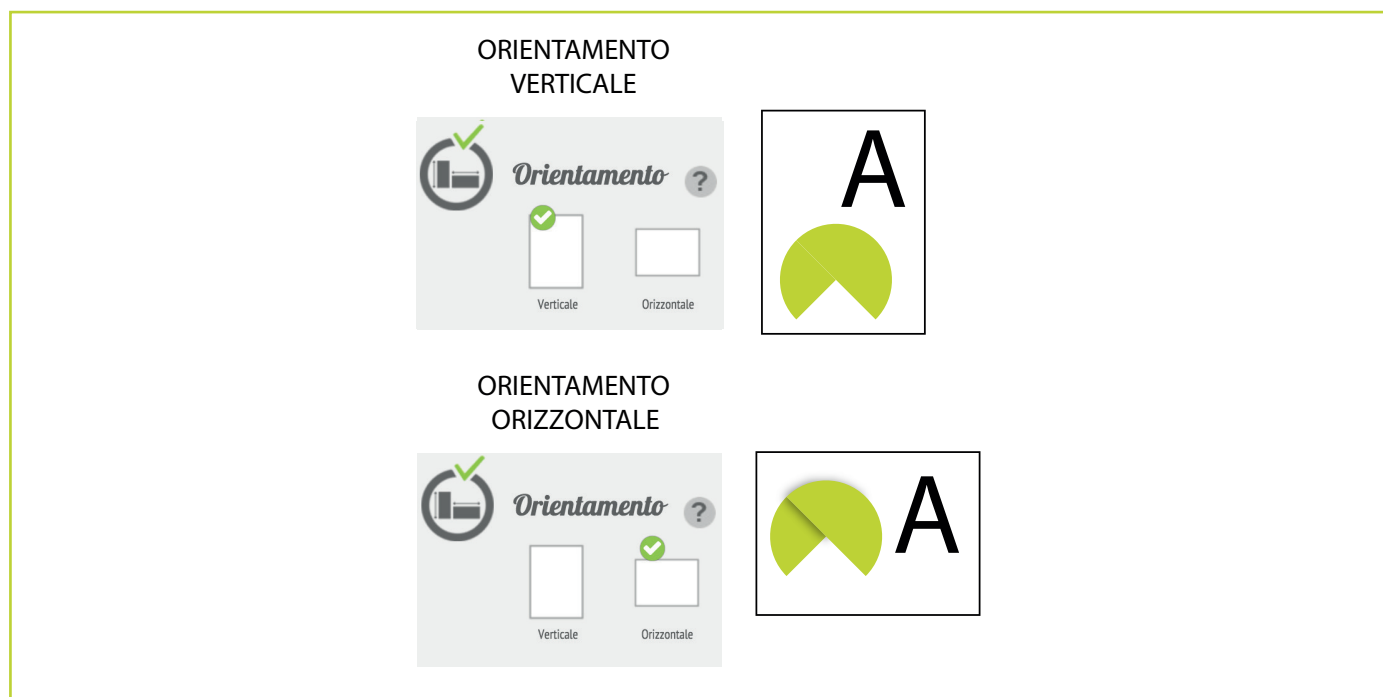 ORIENTAMENTO
VERTICALE
Orientamento ?
Verticale Orizzontale
A
ORIENTAMENTO
ORIZZONTALE
Orientamento ?
Verticale Orizzontale
A